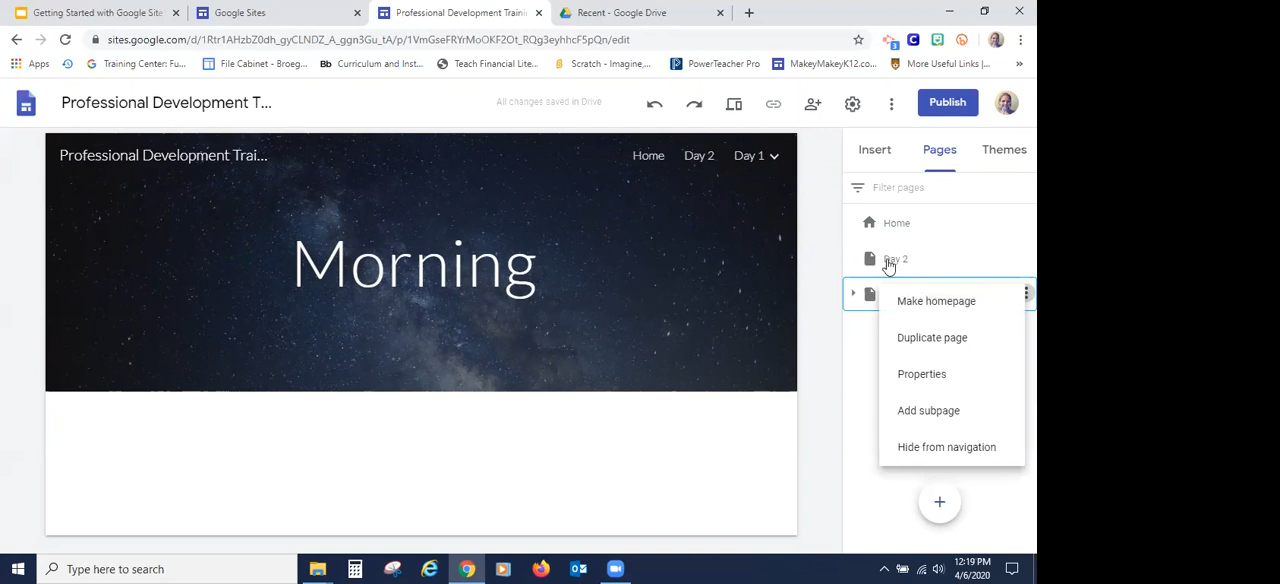 Getting Started with Google Site
Google Sites
Professional Development Traini
Recent - Google Drive
sites.google.com/d/1Rtr1AHzbZ0dh_gyCLNDZ_A_ggn3Gu_tA/p/1VmGseFRYrMoOKF2Ot_RQg3eyhhcF5pQn/edit
3
Apps
Training Center: Fu...
File Cabinet - Broeg...
Bb Curriculum and Inst...
Teach Financial Lite...
Scratch - Imagine,...
PowerTeacher Pro
MakeyMakeyK12.co...
More Useful Links |...
»
Professional Development T...
All changes saved in Drive
Publish
Professional Development Trai...
Home Day 2 Day 1
Morning
Insert Pages Themes
Filter pages
Home
Day 2
Make homepage
Duplicate page
Properties
Add subpage
Hide from navigation
Type here to search
12:19 PM
4/6/2020